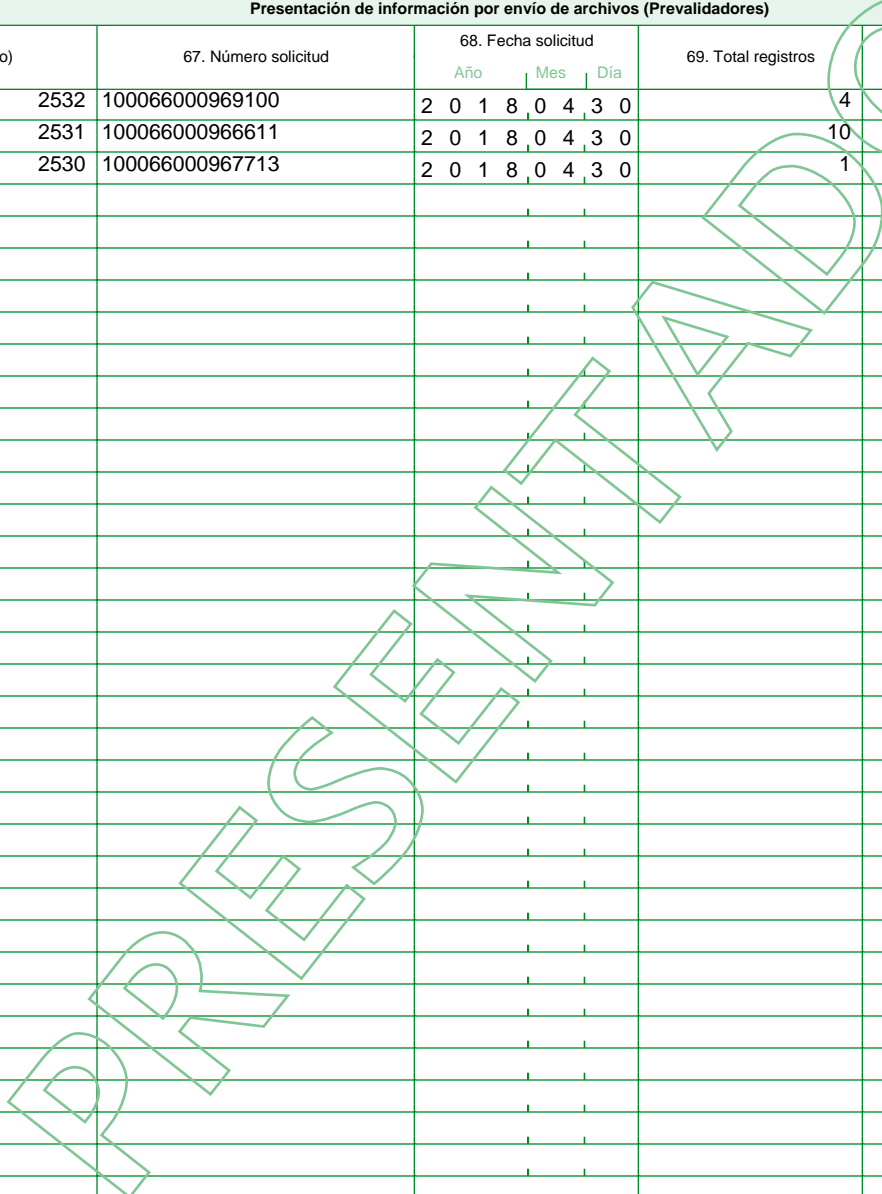 Presentación de información por envío de archivos (Prevalidadores)
o) 67. Número solicitud 68. Fecha solicitud 69. Total registros
Año Mes Día
2532 100066000969100 2 0 1 8 0 4 3 0 4
2531 100066000966611 2 0 1 8 0 4 3 0 10
2530 100066000967713 2 0 1 8 0 4 3 0 1
PRESENTADO